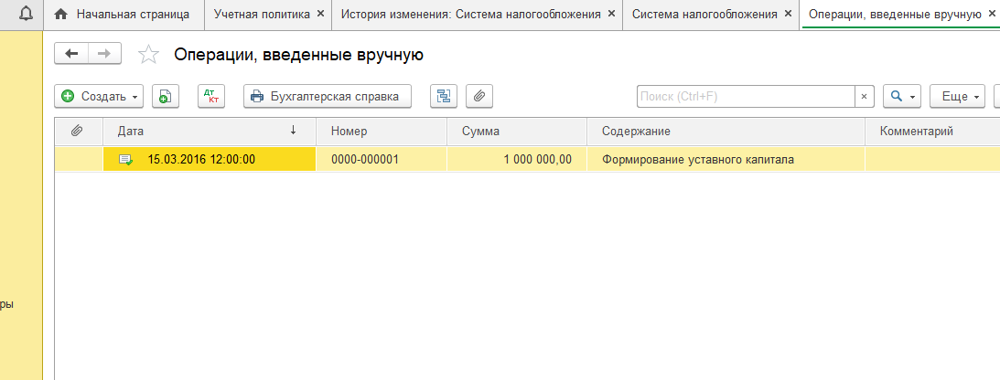 Начальная страница Учетная политика × История изменения: Система налогообложения × Система налогообложения × Операции, введенные вручную ×
Операции, введенные вручную
Создать Дт Кт Бухгалтерская справка Поиск (Ctrl+F) × Еще
Дата ↓ Номер Сумма Содержание Комментарий
15.03.2016 12:00:00 0000-000001 1 000 000,00 Формирование уставного капитала
ры